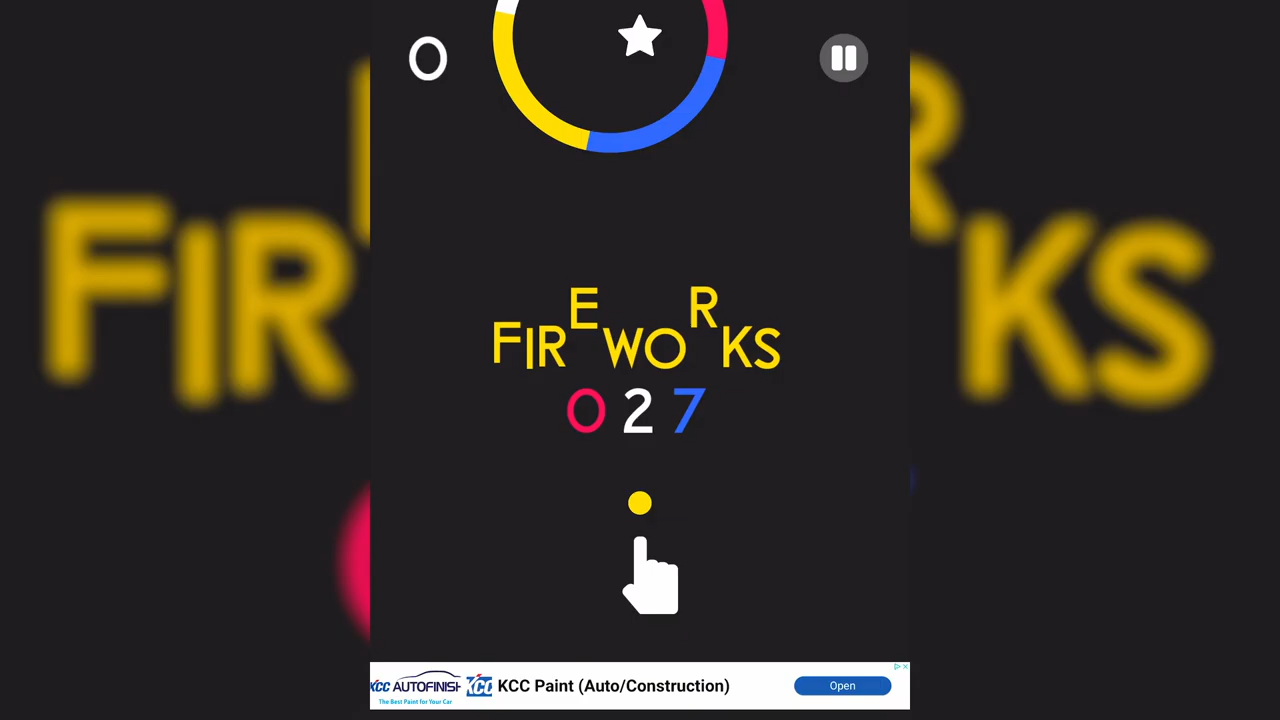 0
FIREWORKS
027
KCC AUTOFINISH
The Best Paint for Your Car
KCC
KCC Paint (Auto/Construction)
Open